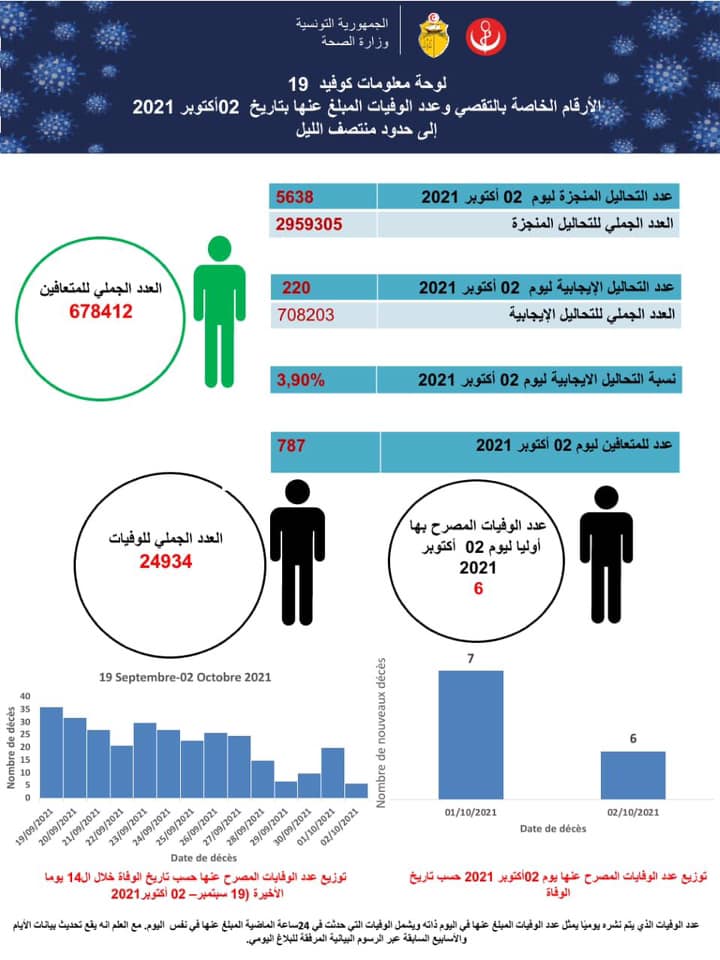 الجمهورية التونسية
وزارة الصحة
لوحة معلومات كوفيد 19
الأرقام الخاصة بالتقصي وعدد الوفيات المبلغ عنها بتاريخ 02أكتوبر 2021
إلى حدود منتصف الليل
عدد التحاليل المنجزة ليوم 02 أكتوبر 2021 5638
العدد الجملي للتحاليل المنجزة 2959305
عدد التحاليل الإيجابية ليوم 02 أكتوبر 2021 220
العدد الجملي للتحاليل الإيجابية 708203
نسبة التحاليل الايجابية ليوم 02 أكتوبر 2021 3,90%
عدد للمتعافين ليوم 02 أكتوبر 2021 787
العدد الجملي للمتعافين
678412
عدد الوفيات المصرح بها
أوليا ليوم 02 أكتوبر
2021
6
العدد الجملي للوفيات
24934
19 Septembre-02 Octobre 2021
Nombre de décès
40
35
30
25
20
15
10
5
0
19/09/2021
20/09/2021
21/09/2021
22/09/2021
23/09/2021
24/09/2021
25/09/2021
26/09/2021
27/09/2021
28/09/2021
29/09/2021
30/09/2021
01/10/2021
02/10/2021
Date de décès
توزيع عدد الوفايات المصرح عنها حسب تاريخ الوفاة خلال ال14 يوما
الأخيرة (19 سبتمبر– 02 أكتوبر2021
Nombre de nouveaux décès
7
6
01/10/2021
02/10/2021
Date de décès
توزيع عدد الوفايات المصرح عنها يوم 02أكتوبر 2021 حسب تاريخ
الوفاة
عدد الوفيات الذي يتم نشره يوميًا يمثل عدد الوفيات المبلغ عنها في اليوم ذاته ويشمل الوفيات التي حدثت في 24ساعة الماضية المبلغ عنها في نفس اليوم. مع العلم انه يقع تحديث بيانات الأيام
والأسابيع السابقة عبر الرسوم البيانية المرفقة للبلاغ اليومي.